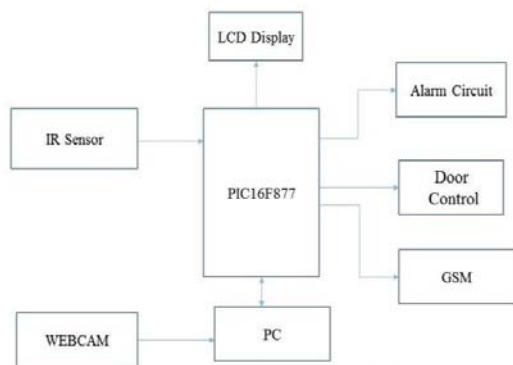 LCD Display
Alarm Circuit
IR Sensor
PIC16F877
Door
Control
GSM
WEBCAM
PC